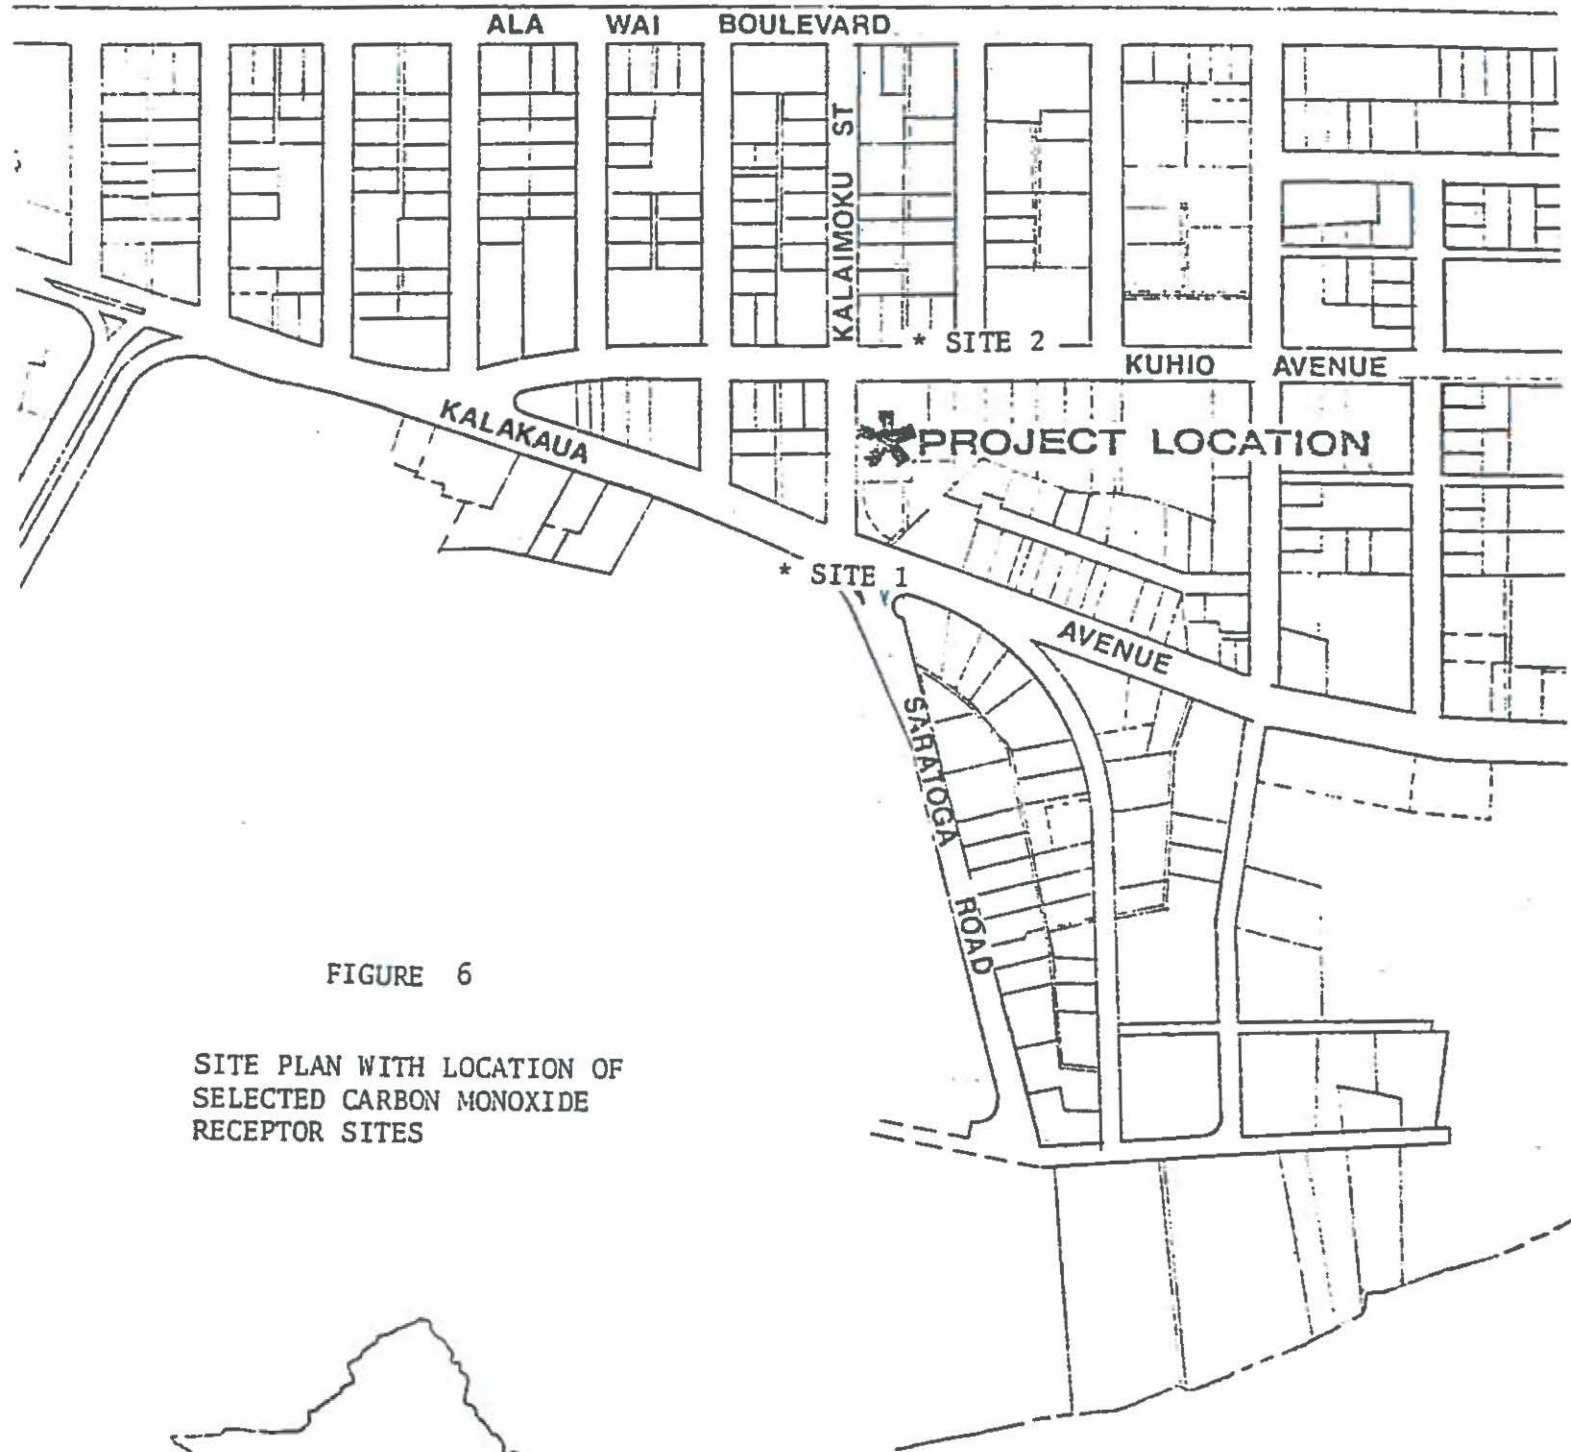 ALA WAI BOULEVARD
KALAIMOKU ST
* SITE 2
KUHIO AVENUE
KALAKAUA
PROJECT LOCATION
* SITE 1
AVENUE
SARATOGA ROAD
FIGURE 6
SITE PLAN WITH LOCATION OF
SELECTED CARBON MONOXIDE
RECEPTOR SITES